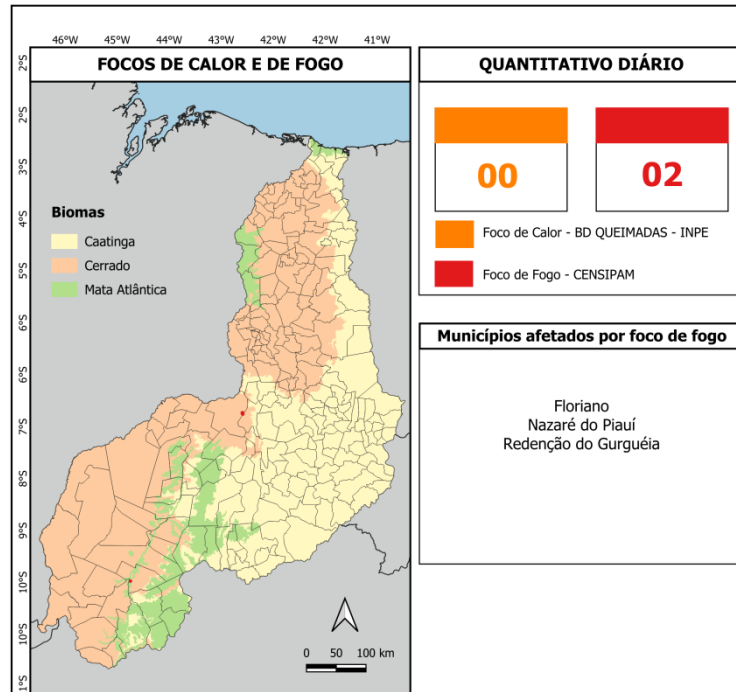 46°W 45°W 44°W 43°W 42°W 42°W 41°W
FOCOS DE CALOR E DE FOGO
2°S
2°S
3°S
4°S
5°S
6°S
6°S
7°S
8°S
9°S
10°S
10°S
1°S
Biomas
Caatinga
Cerrado
Mata Atlântica
0 50 100 km
QUANTITATIVO DIÁRIO
00 02
Foco de Calor - BD QUEIMADAS - INPE
Foco de Fogo - CENSIPAM
Municípios afetados por foco de fogo
Floriano
Nazaré do Piauí
Redenção do Gurguéia